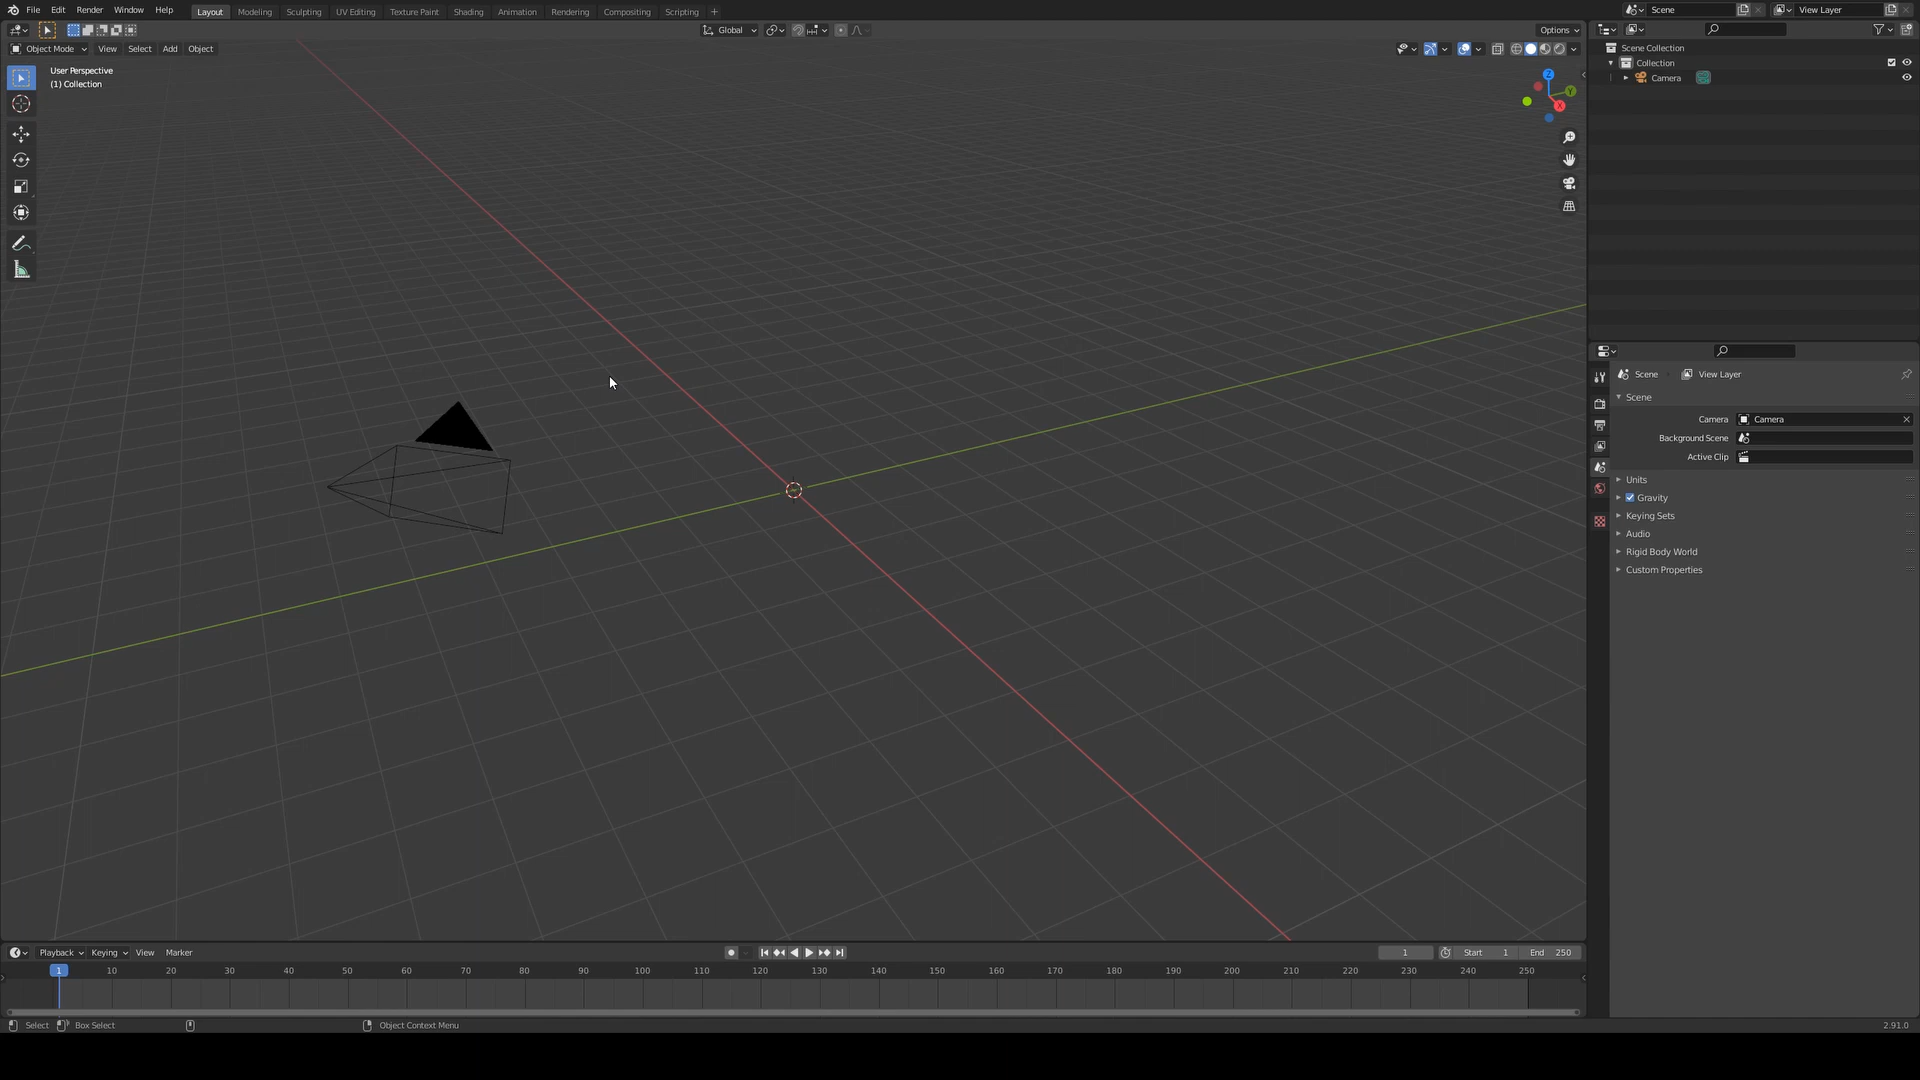 File Edit Render Window Help Layout Modeling Sculpting UV Editing Texture Paint Shading Animation Rendering Compositing Scripting + Scene View Layer
Global Options
Object Mode View Select Add Object
User Perspective
(1) Collection
Z
Y
X
Scene Collection
Collection
Camera
Scene View Layer
Scene
Camera Camera
Background Scene
Active Clip
Units
Gravity
Keying Sets
Audio
Rigid Body World
Custom Properties
Playback Keying View Marker 1 Start 1 End 250
1 10 20 30 40 50 60 70 80 90 100 110 120 130 140 150 160 170 180 190 200 210 220 230 240 250
Select Box Select Object Context Menu 2.91.0